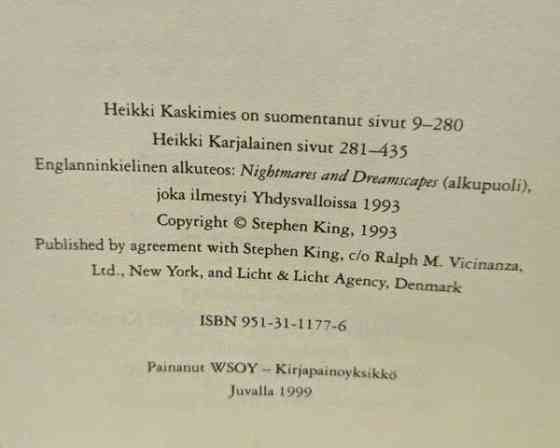 Heikki Kaskimies on suomentanut sivut 9–280
Heikki Karjalainen sivut 281–435
Englanninkielinen alkuteos: Nightmares and Dreamscapes (alkupuoli),
joka ilmestyi Yhdysvalloissa 1993
Copyright © Stephen King, 1993
Published by agreement with Stephen King, c/o Ralph M. Vicinanza,
Ltd., New York, and Licht & Licht Agency, Denmark
ISBN 951-31-1177-6
Painanut WSOY – Kirjapainoyksikkö
Juvalla 1999